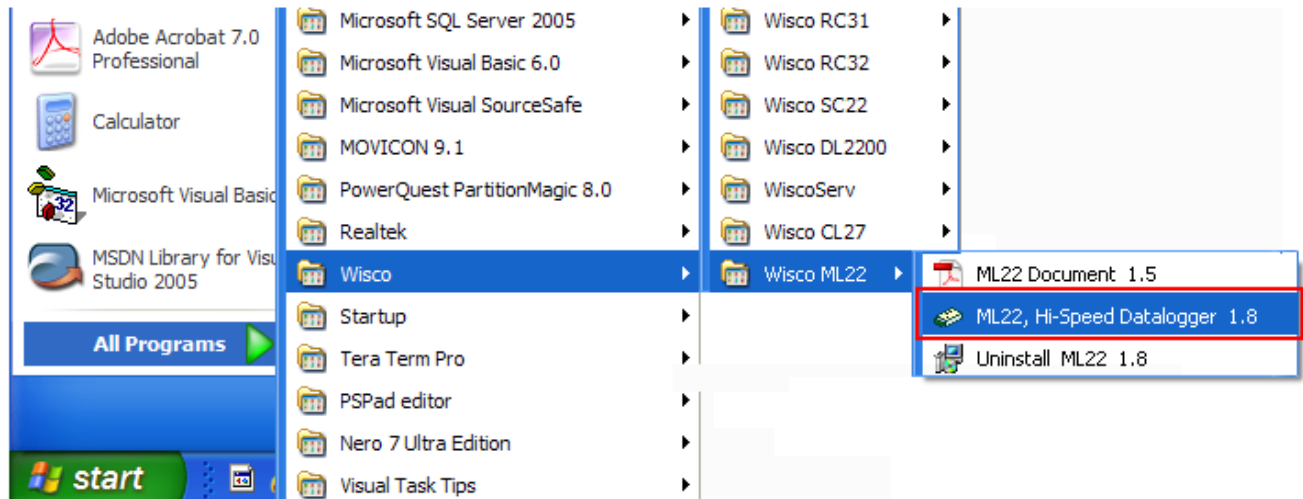 Adobe Acrobat 7.0
Professional
Calculator
Microsoft Visual Basic
MSDN Library for Visu
Studio 2005
All Programs
start
Microsoft SQL Server 2005
Microsoft Visual Basic 6.0
Microsoft Visual SourceSafe
MOVICON 9.1
PowerQuest PartitionMagic 8.0
Realtek
Wisco
Startup
Tera Term Pro
PSPad editor
Nero 7 Ultra Edition
Visual Task Tips
Wisco RC31
Wisco RC32
Wisco SC22
Wisco DL2200
WiscoServ
Wisco CL27
Wisco ML22
ML22 Document 1.5
ML22, Hi-Speed Datalogger 1.8
Uninstall ML22 1.8